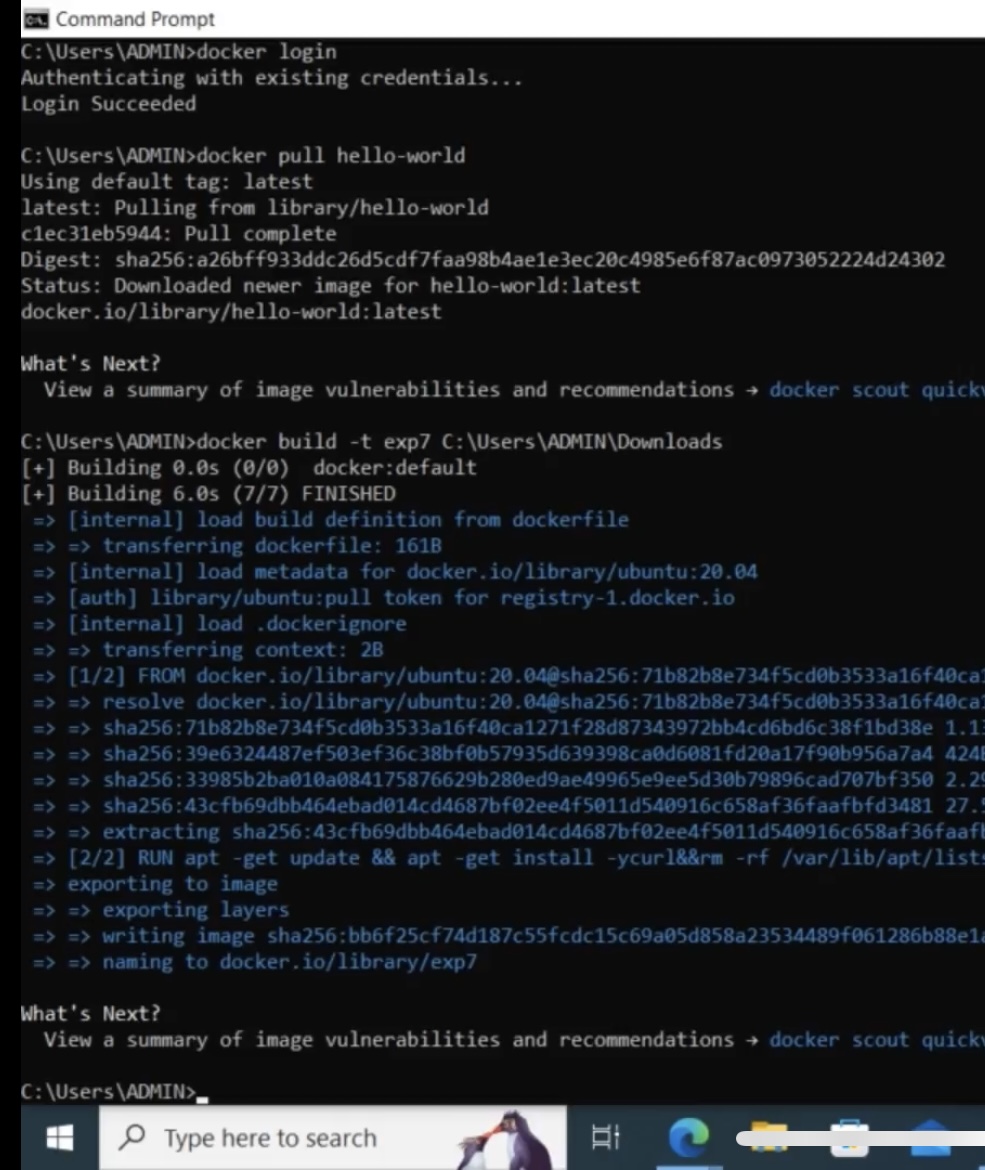 Command Prompt
C:\Users\ADMIN>docker login
Authenticating with existing credentials...
Login Succeeded
C:\Users\ADMIN>docker pull hello-world
Using default tag: latest
latest: Pulling from library/hello-world
c1ec31eb5944: Pull complete
Digest: sha256:a26bff933ddc26d5cdf7faa98b4ae1e3ec20c4985e6f87ac0973052224d24302
Status: Downloaded newer image for hello-world:latest
docker.io/library/hello-world:latest
What's Next?
View a summary of image vulnerabilities and recommendations → docker scout quickv
C:\Users\ADMIN>docker build -t exp7 C:\Users\ADMIN\Downloads
[+] Building 0.0s (0/0)  docker:default
[+] Building 6.0s (7/7) FINISHED
=> [internal] load build definition from dockerfile
=> => transferring dockerfile: 161B
=> [internal] load metadata for docker.io/library/ubuntu:20.04
=> [auth] library/ubuntu:pull token for registry-1.docker.io
=> [internal] load .dockerignore
=> => transferring context: 2B
=> [1/2] FROM docker.io/library/ubuntu:20.04@sha256:71b82b8e734f5cd0b3533a16f40ca1
=> => resolve docker.io/library/ubuntu:20.04@sha256:71b82b8e734f5cd0b3533a16f40ca1
=> => sha256:71b82b8e734f5cd0b3533a16f40ca1271f28d87343972bb4cd6bd6c38f1bd38e 1.13
=> => sha256:39e6324487ef503ef36c38bf0b57935d639398ca0d6081fd20a17f90b956a7a4 424B
=> => sha256:33985b2ba010a084175876629b280ed9ae49965e9ee5d30b79896cad707bf350 2.29
=> => sha256:43cfb69dbb464ebad014cd4687bf02ee4f5011d540916c658af36faafbfd3481 27.5
=> => extracting sha256:43cfb69dbb464ebad014cd4687bf02ee4f5011d540916c658af36faafb
=> [2/2] RUN apt -get update && apt -get install -ycurl&&rm -rf /var/lib/apt/lists
=> exporting to image
=> => exporting layers
=> => writing image sha256:bb6f25cf74d187c55fcdc15c69a05d858a23534489f061286b88e1a
=> => naming to docker.io/library/exp7
What's Next?
View a summary of image vulnerabilities and recommendations → docker scout quickv
C:\Users\ADMIN>
Type here to search